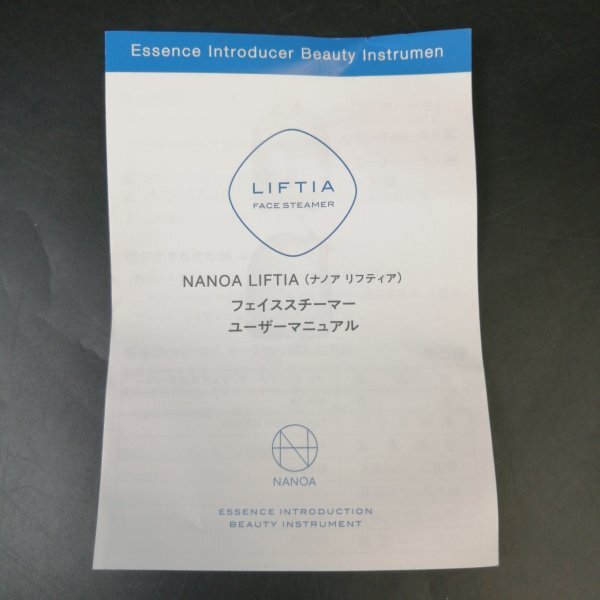 Essence Introducer Beauty Instrumen
LIFTIA
FACE STEAMER
NANOA LIFTIA（ナノア リフティア）
フェイススチーマー
ユーザーマニュアル
NANOA
ESSENCE INTRODUCTION
BEAUTY INSTRUMENT